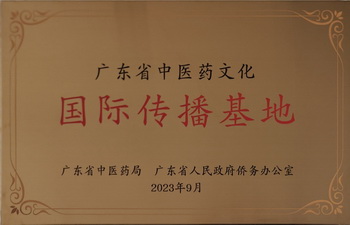 广东省中医药文化
国际传播基地
广东省中医药局 广东省人民政府侨务办公室
2023年9月